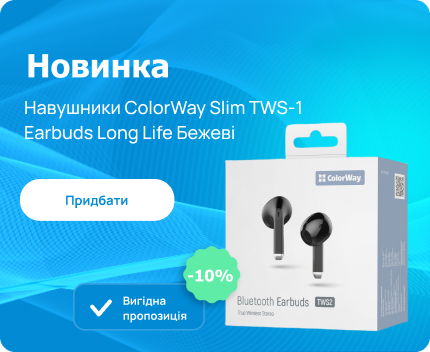 Новинка
Навушники ColorWay Slim TWS-1
Earbuds Long Life Бежеві
Придбати
ColorWay
-10%
Вигідна
пропозиція
Bluetooth Earbuds TWS2
True Wireless Stereo